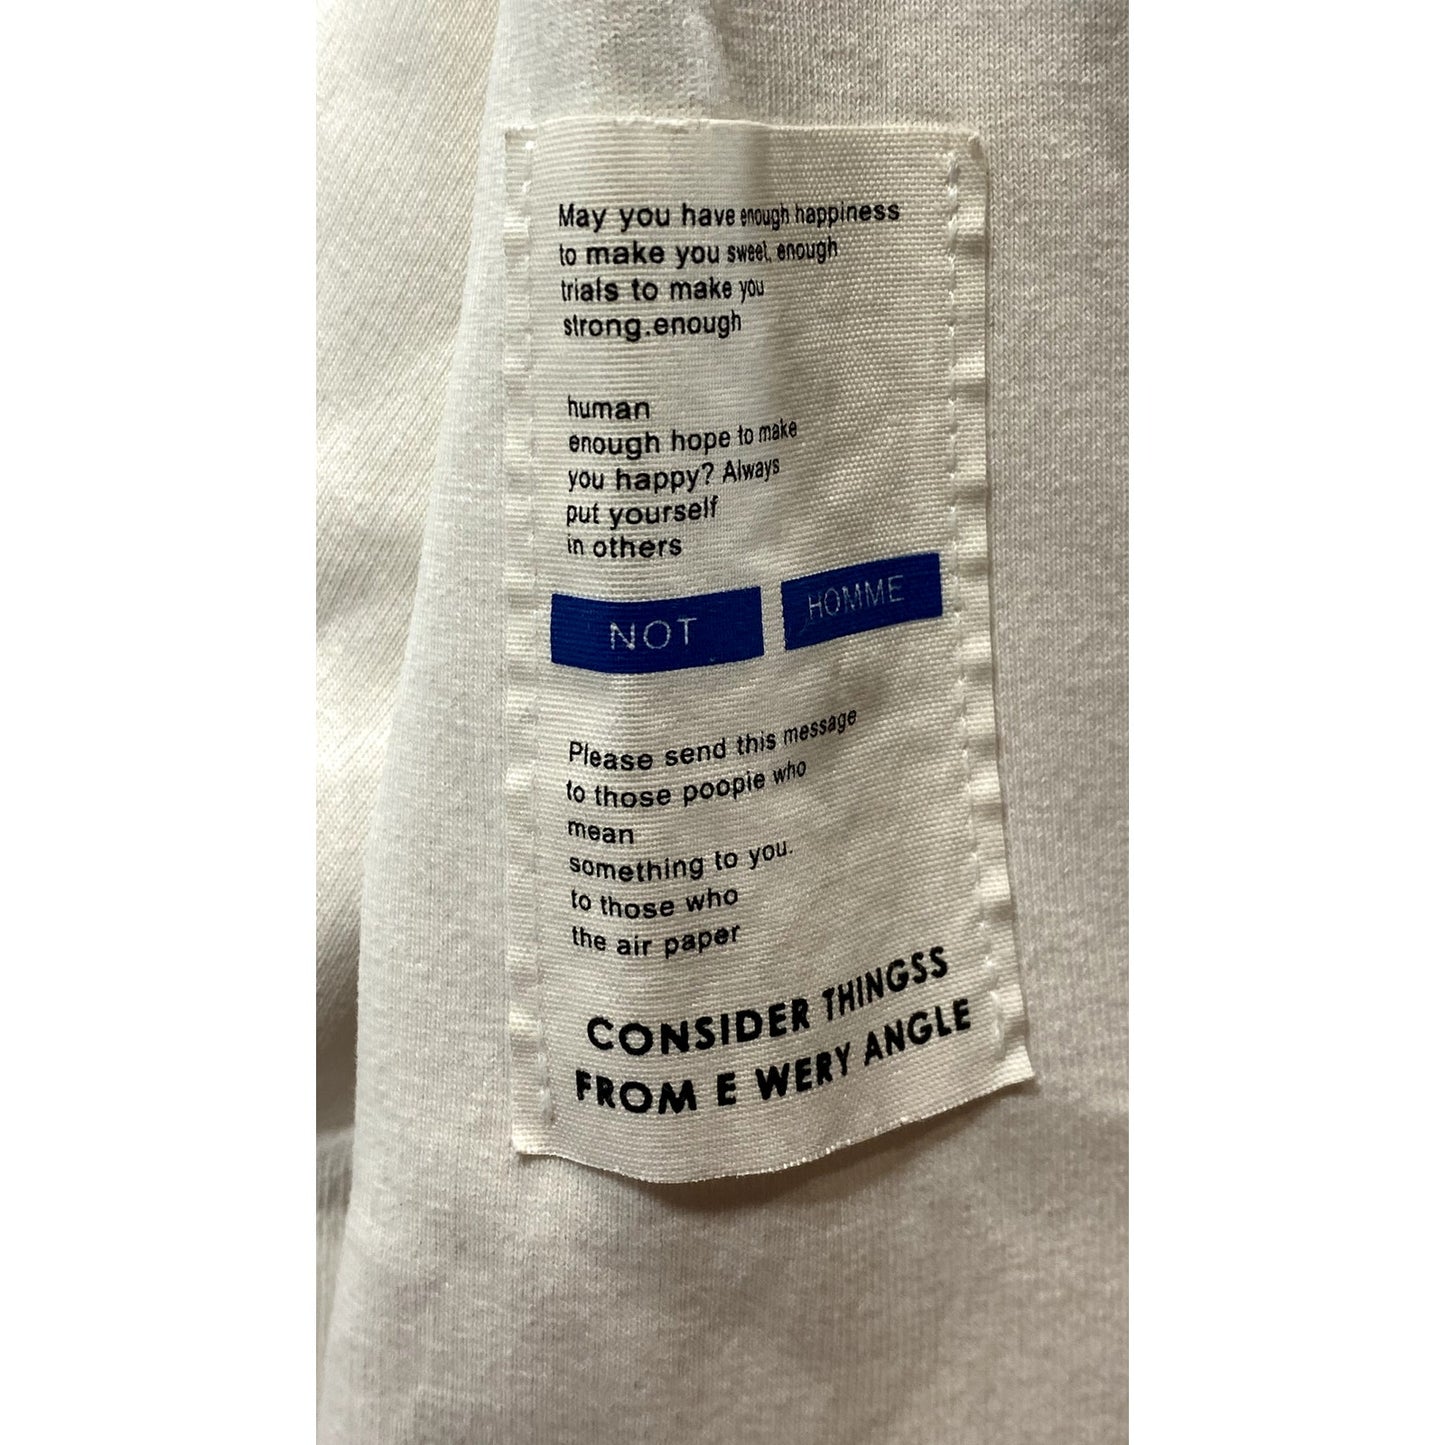 May you have enough happiness
to make you sweet, enough
trials to make you
strong.enough
human
enough hope to make
you happy? Always
put yourself
in others
NOT HOMME
Please send this message
to those poopie who
mean
something to you.
to those who
the air paper
CONSIDER THINGSS
FROM E WERY ANGLE